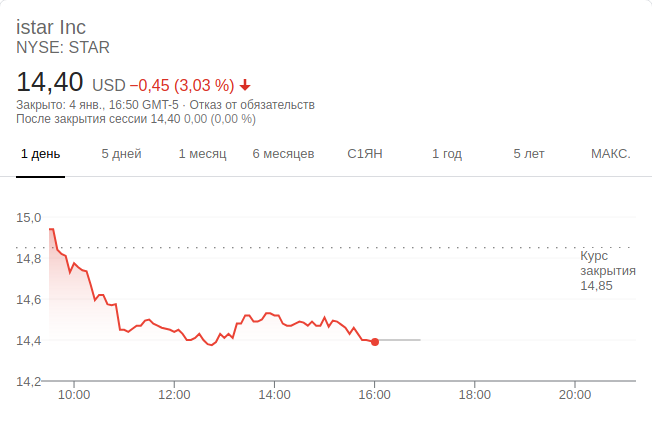 istar Inc
NYSE: STAR
14,40 USD −0,45 (3,03 %)
Закрыто: 4 янв., 16:50 GMT-5 · Отказ от обязательств
После закрытия сессии 14,40 0,00 (0,00 %)
1 день 5 дней 1 месяц 6 месяцев С1ЯН 1 год 5 лет МАКС.
15,0
14,8
14,6
14,4
14,2
Курс
закрытия
14,85
10:00 12:00 14:00 16:00 18:00 20:00